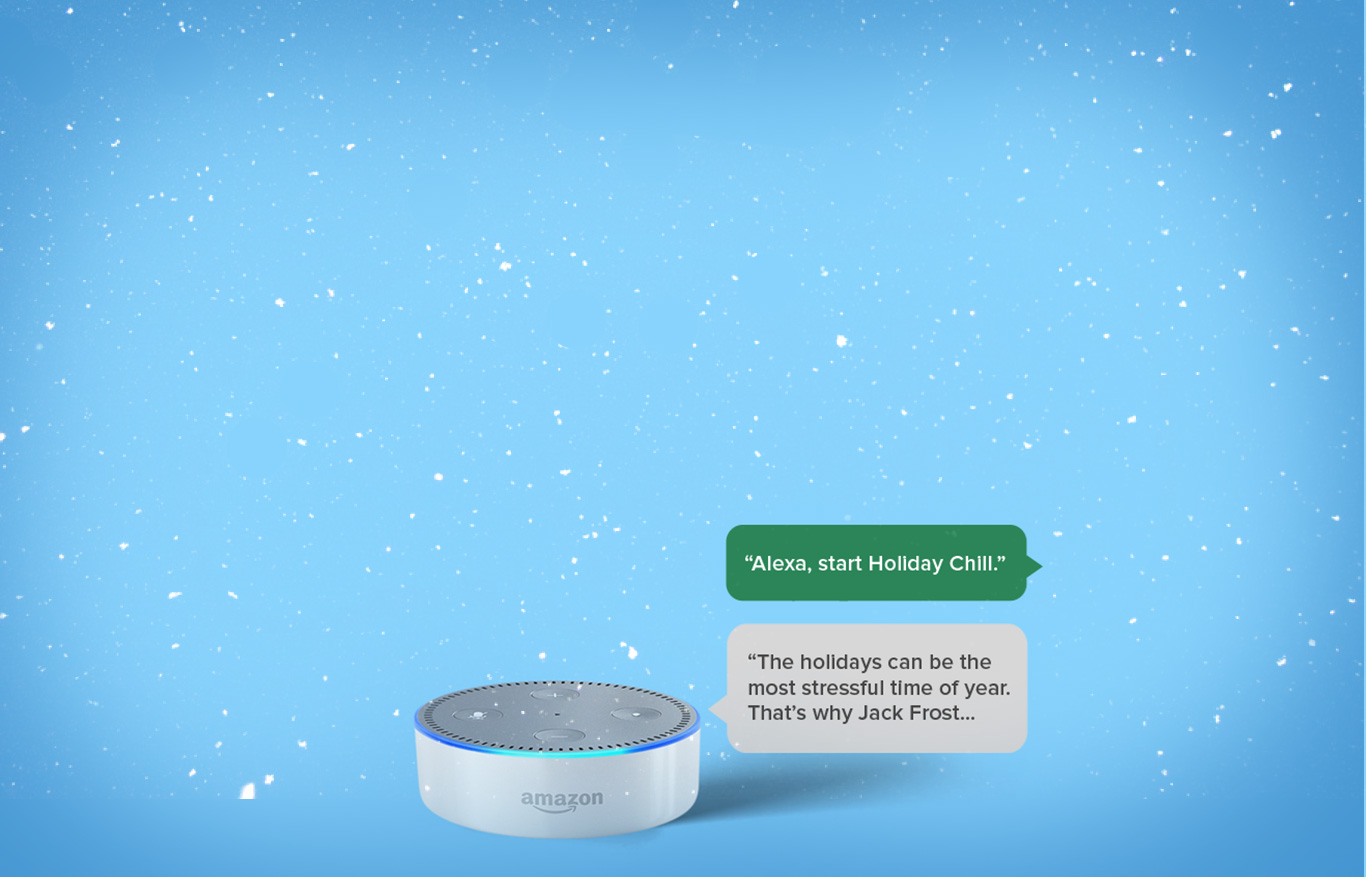 “Alexa, start Holiday Chill.”
“The holidays can be the
most stressful time of year.
That’s why Jack Frost...
amazon